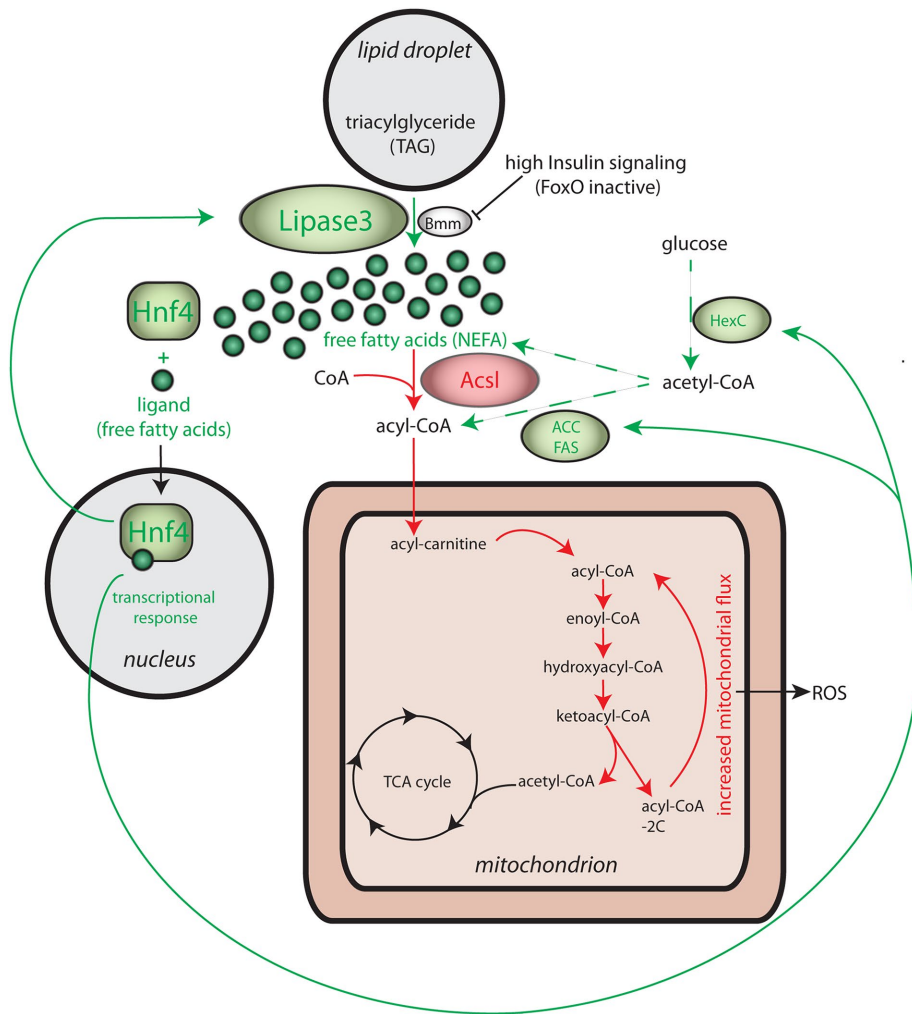 lipid droplet
triacylglyceride
(TAG)
high Insulin signaling
(FoxO inactive)
Lipase3
Bmm
glucose
Hnf4
HexC
free fatty acids (NEFA)
+
CoA
Acsl
acetyl-CoA
ligand
(free fatty acids)
acyl-CoA
ACC
FAS
Hnf4
acyl-carnitine
acyl-CoA
transcriptional
response
enoyl-CoA
nucleus
hydroxyacyl-CoA
increased mitochondrial flux
ROS
ketoacyl-CoA
TCA cycle
acetyl-CoA
acyl-CoA
-2C
mitochondrion